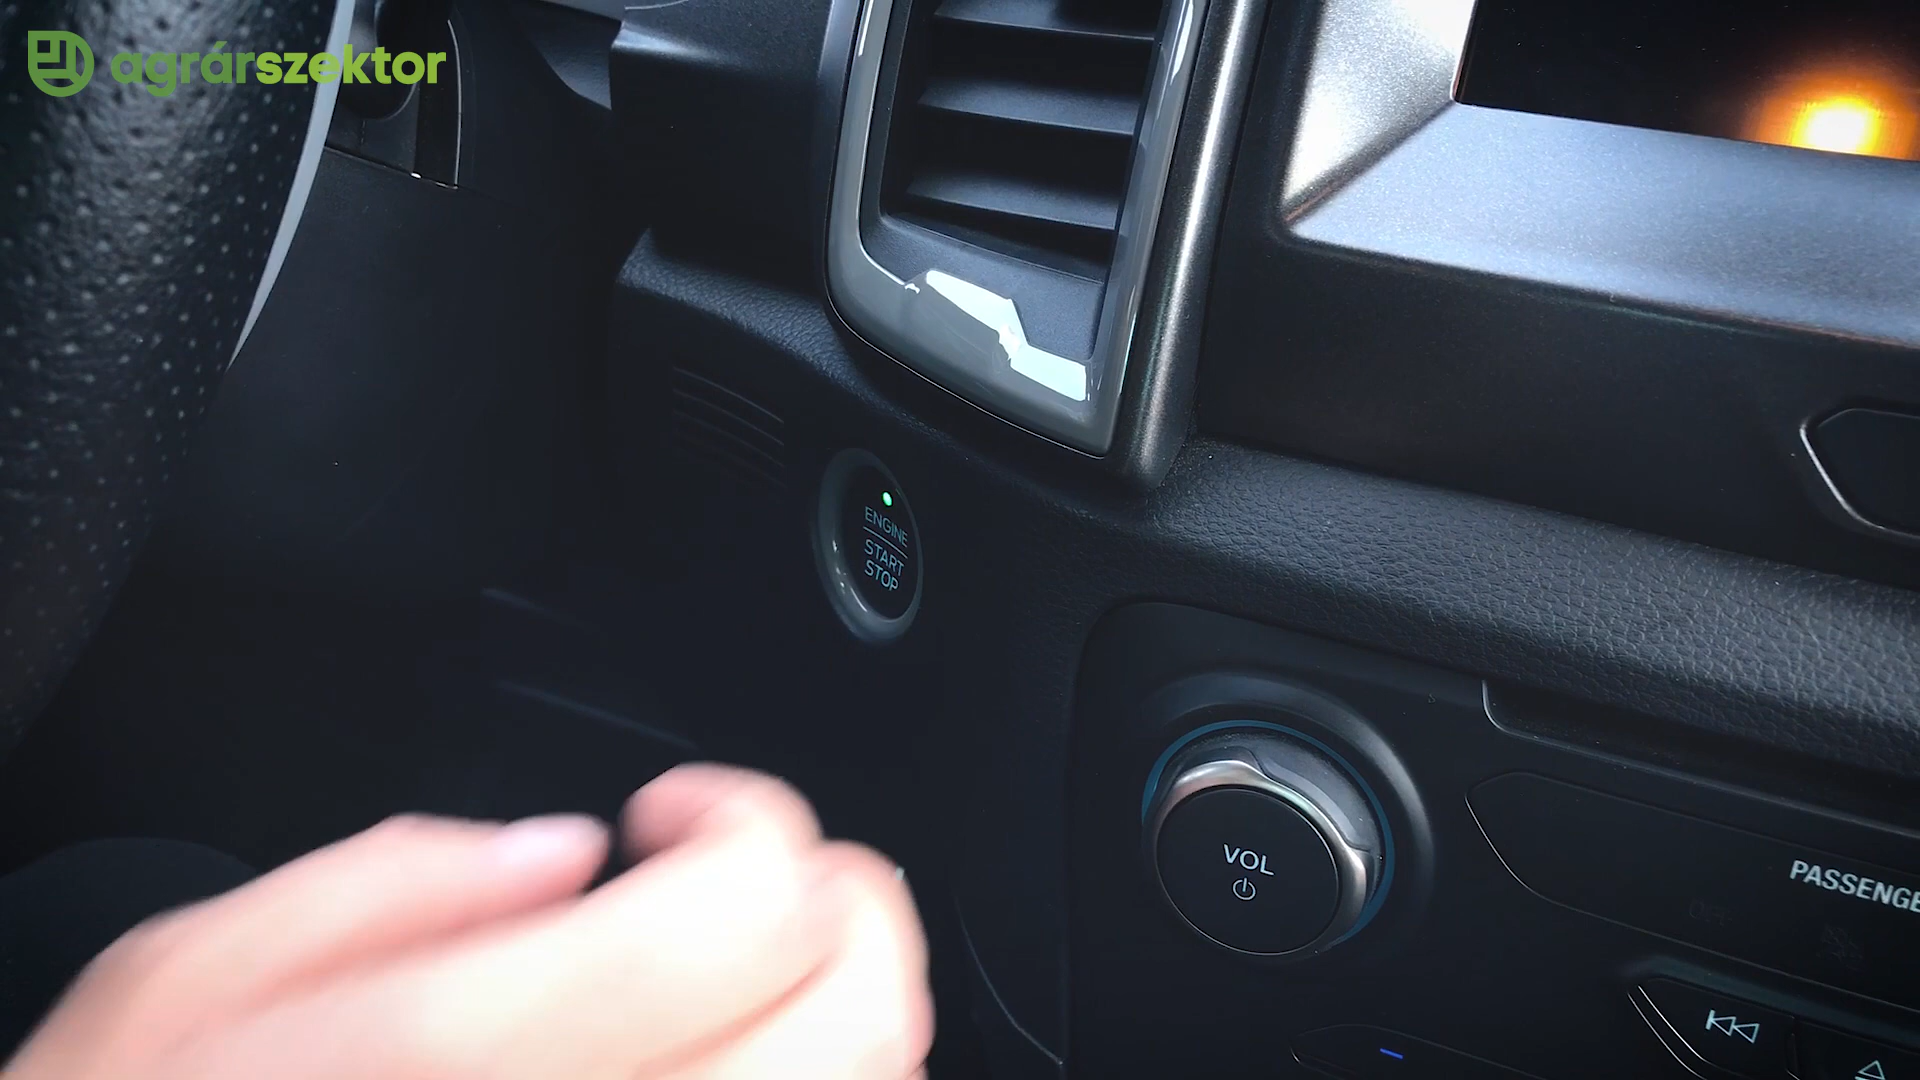 agrárszektor
ENGINE
START
STOP
VOL
PASSENGE